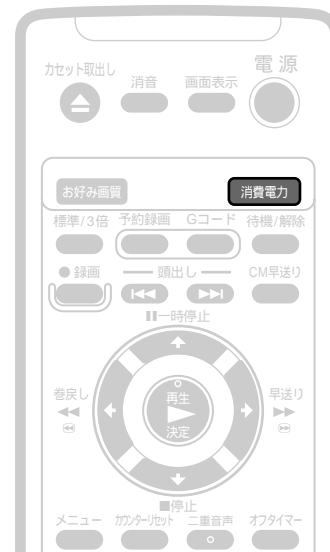 カセット取出し 消音 画面表示 電源
お好み画質 消費電力
標準/3倍 予約録画 Gコード 待機/解除
●録画 頭出し CM早送り
一時停止
巻戻し 再生 早送り
決定
■停止
メニュー カウンターリセット 二重音声 オフタイマー